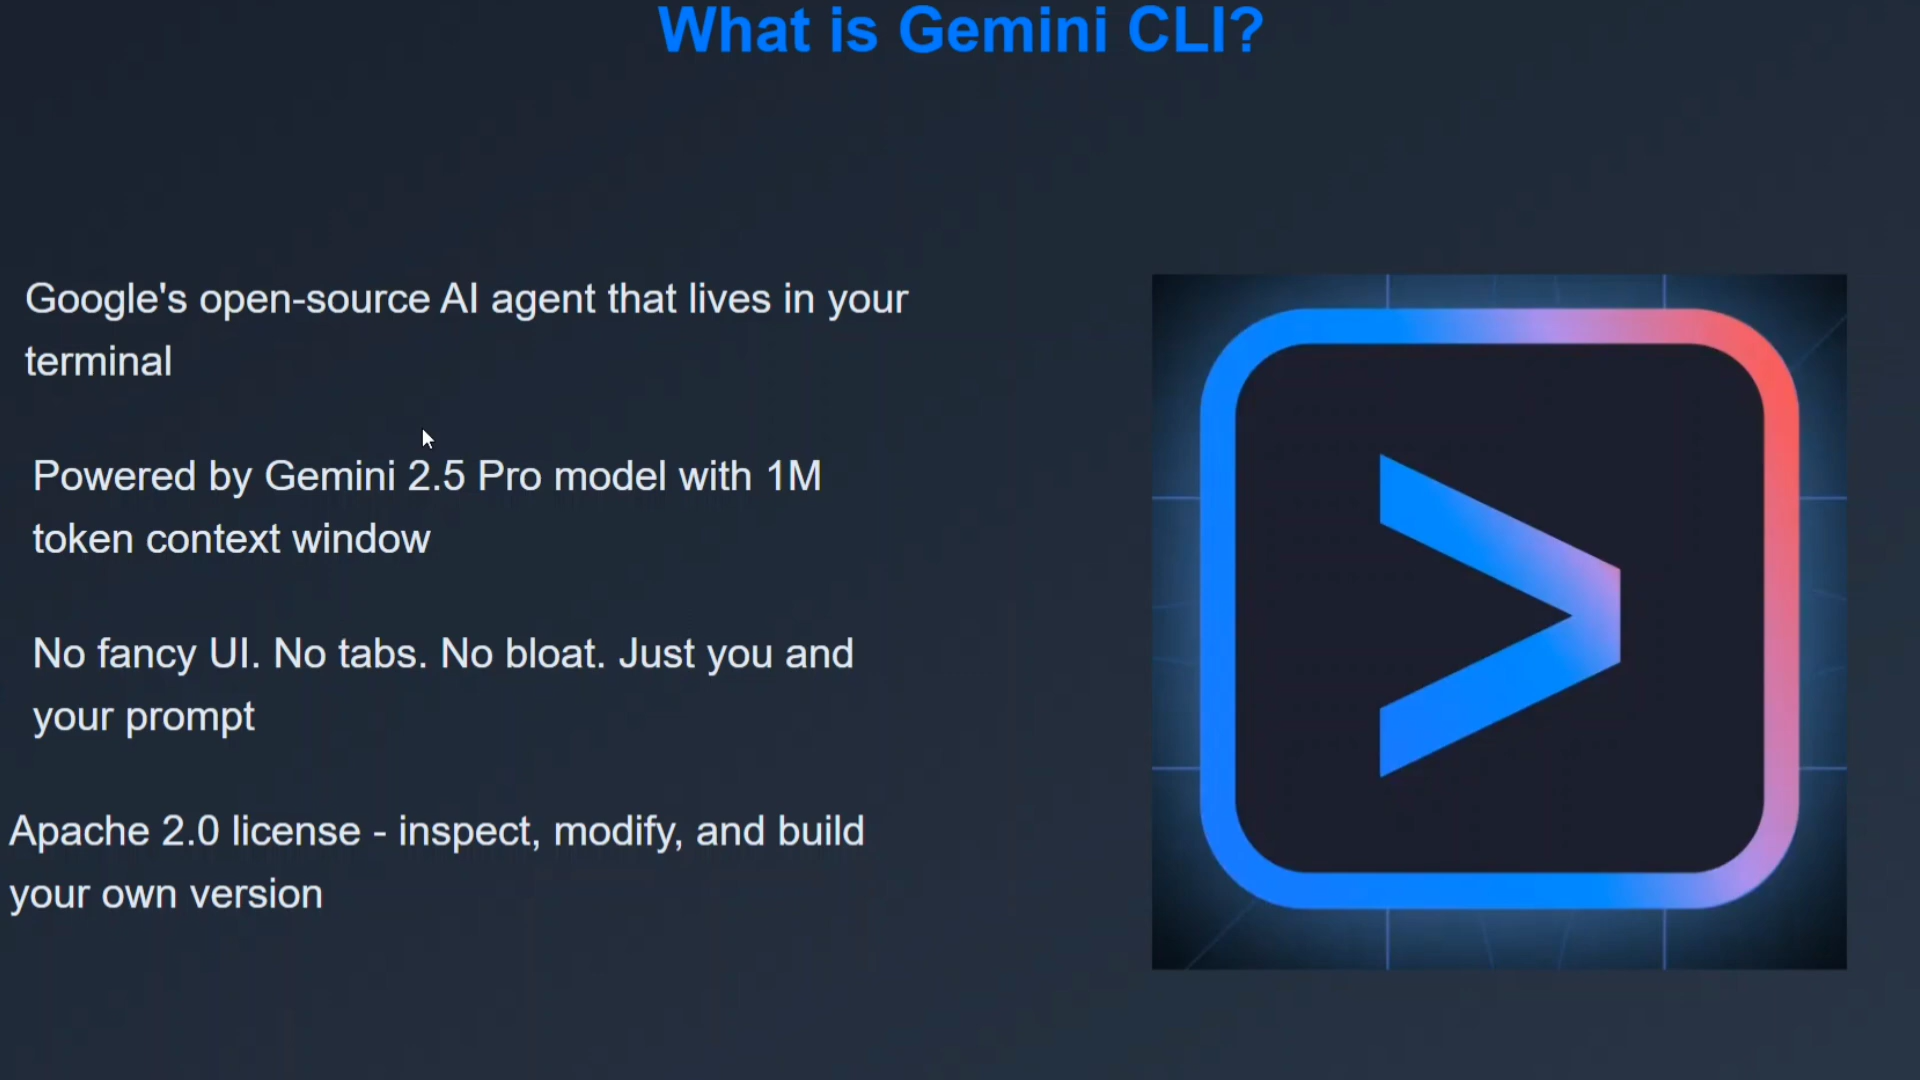 What is Gemini CLI?
Google's open-source AI agent that lives in your
terminal
Powered by Gemini 2.5 Pro model with 1M
token context window
No fancy UI. No tabs. No bloat. Just you and
your prompt
Apache 2.0 license - inspect, modify, and build
your own version